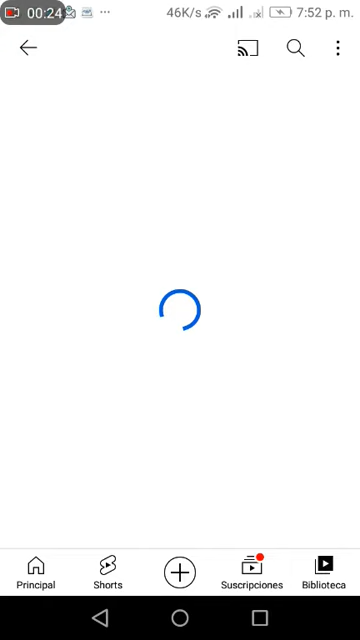 00:24 ... 46K/s 7:52 p. m.
Principal
Shorts
Suscripciones
Biblioteca